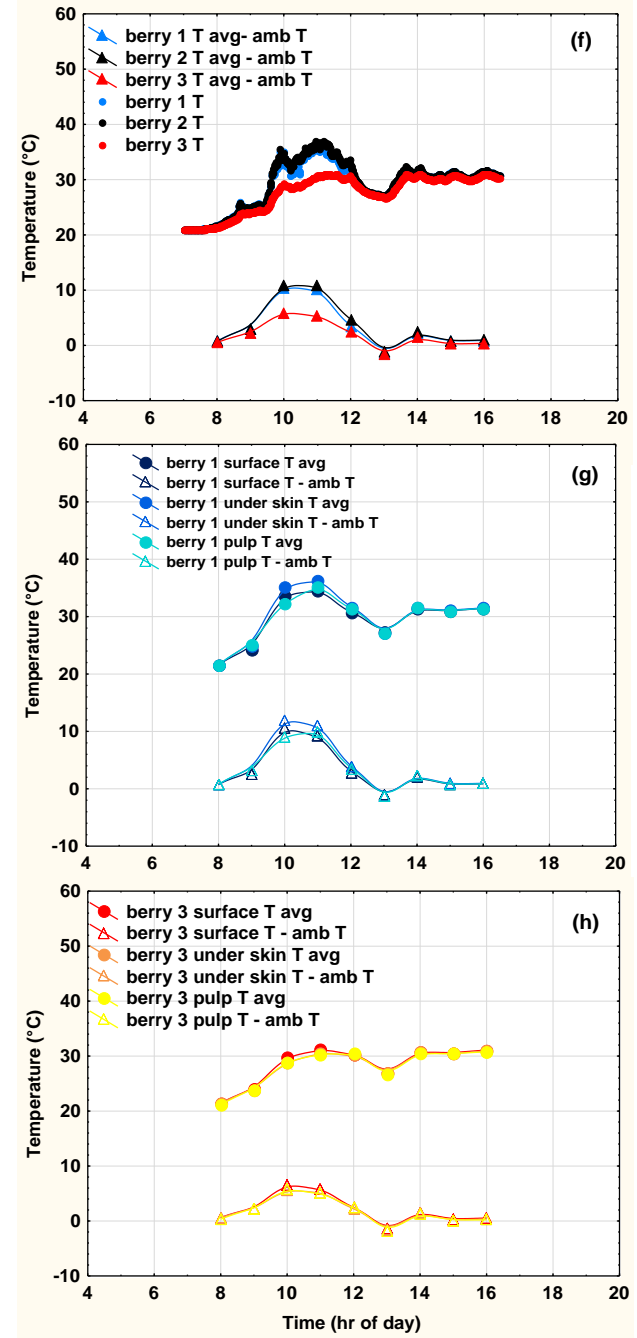 60
berry 1 T avg- amb T
(f)
berry 2 T avg - amb T
50
berry 3 T avg - amb T
berry 1 T
40
berry 2 T
berry 3 T
30
20
10
0
-10
Temperature (°C)
4 6 8 10 12 14 16 18 20
60
berry 1 surface T avg
(g)
berry 1 surface T - amb T
50
berry 1 under skin T avg
berry 1 under skin T - amb T
40
berry 1 pulp T avg
berry 1 pulp T - amb T
30
20
10
0
-10
Temperature (°C)
4 6 8 10 12 14 16 18 20
60
berry 3 surface T avg
(h)
berry 3 surface T - amb T
50
berry 3 under skin T avg
berry 3 under skin T - amb T
40
berry 3 pulp T avg
berry 3 pulp T - amb T
30
20
10
0
-10
Temperature (°C)
4 6 8 10 12 14 16 18 20
Time (hr of day)